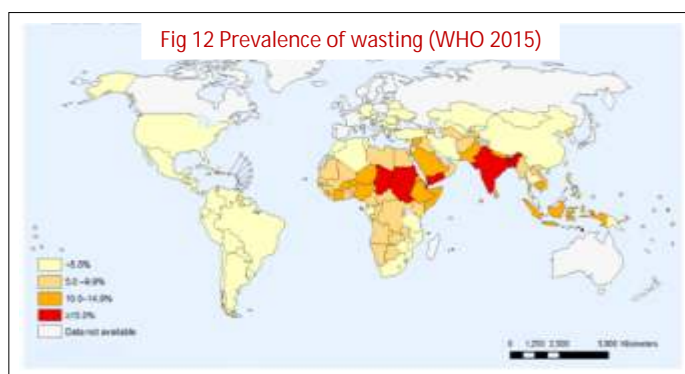 Fig 12 Prevalence of wasting (WHO 2015)
<5.0%
5.0–9.9%
10.0–14.9%
≥15.0%
Data not available
0 1,250 2,500 5,000 Kilometers